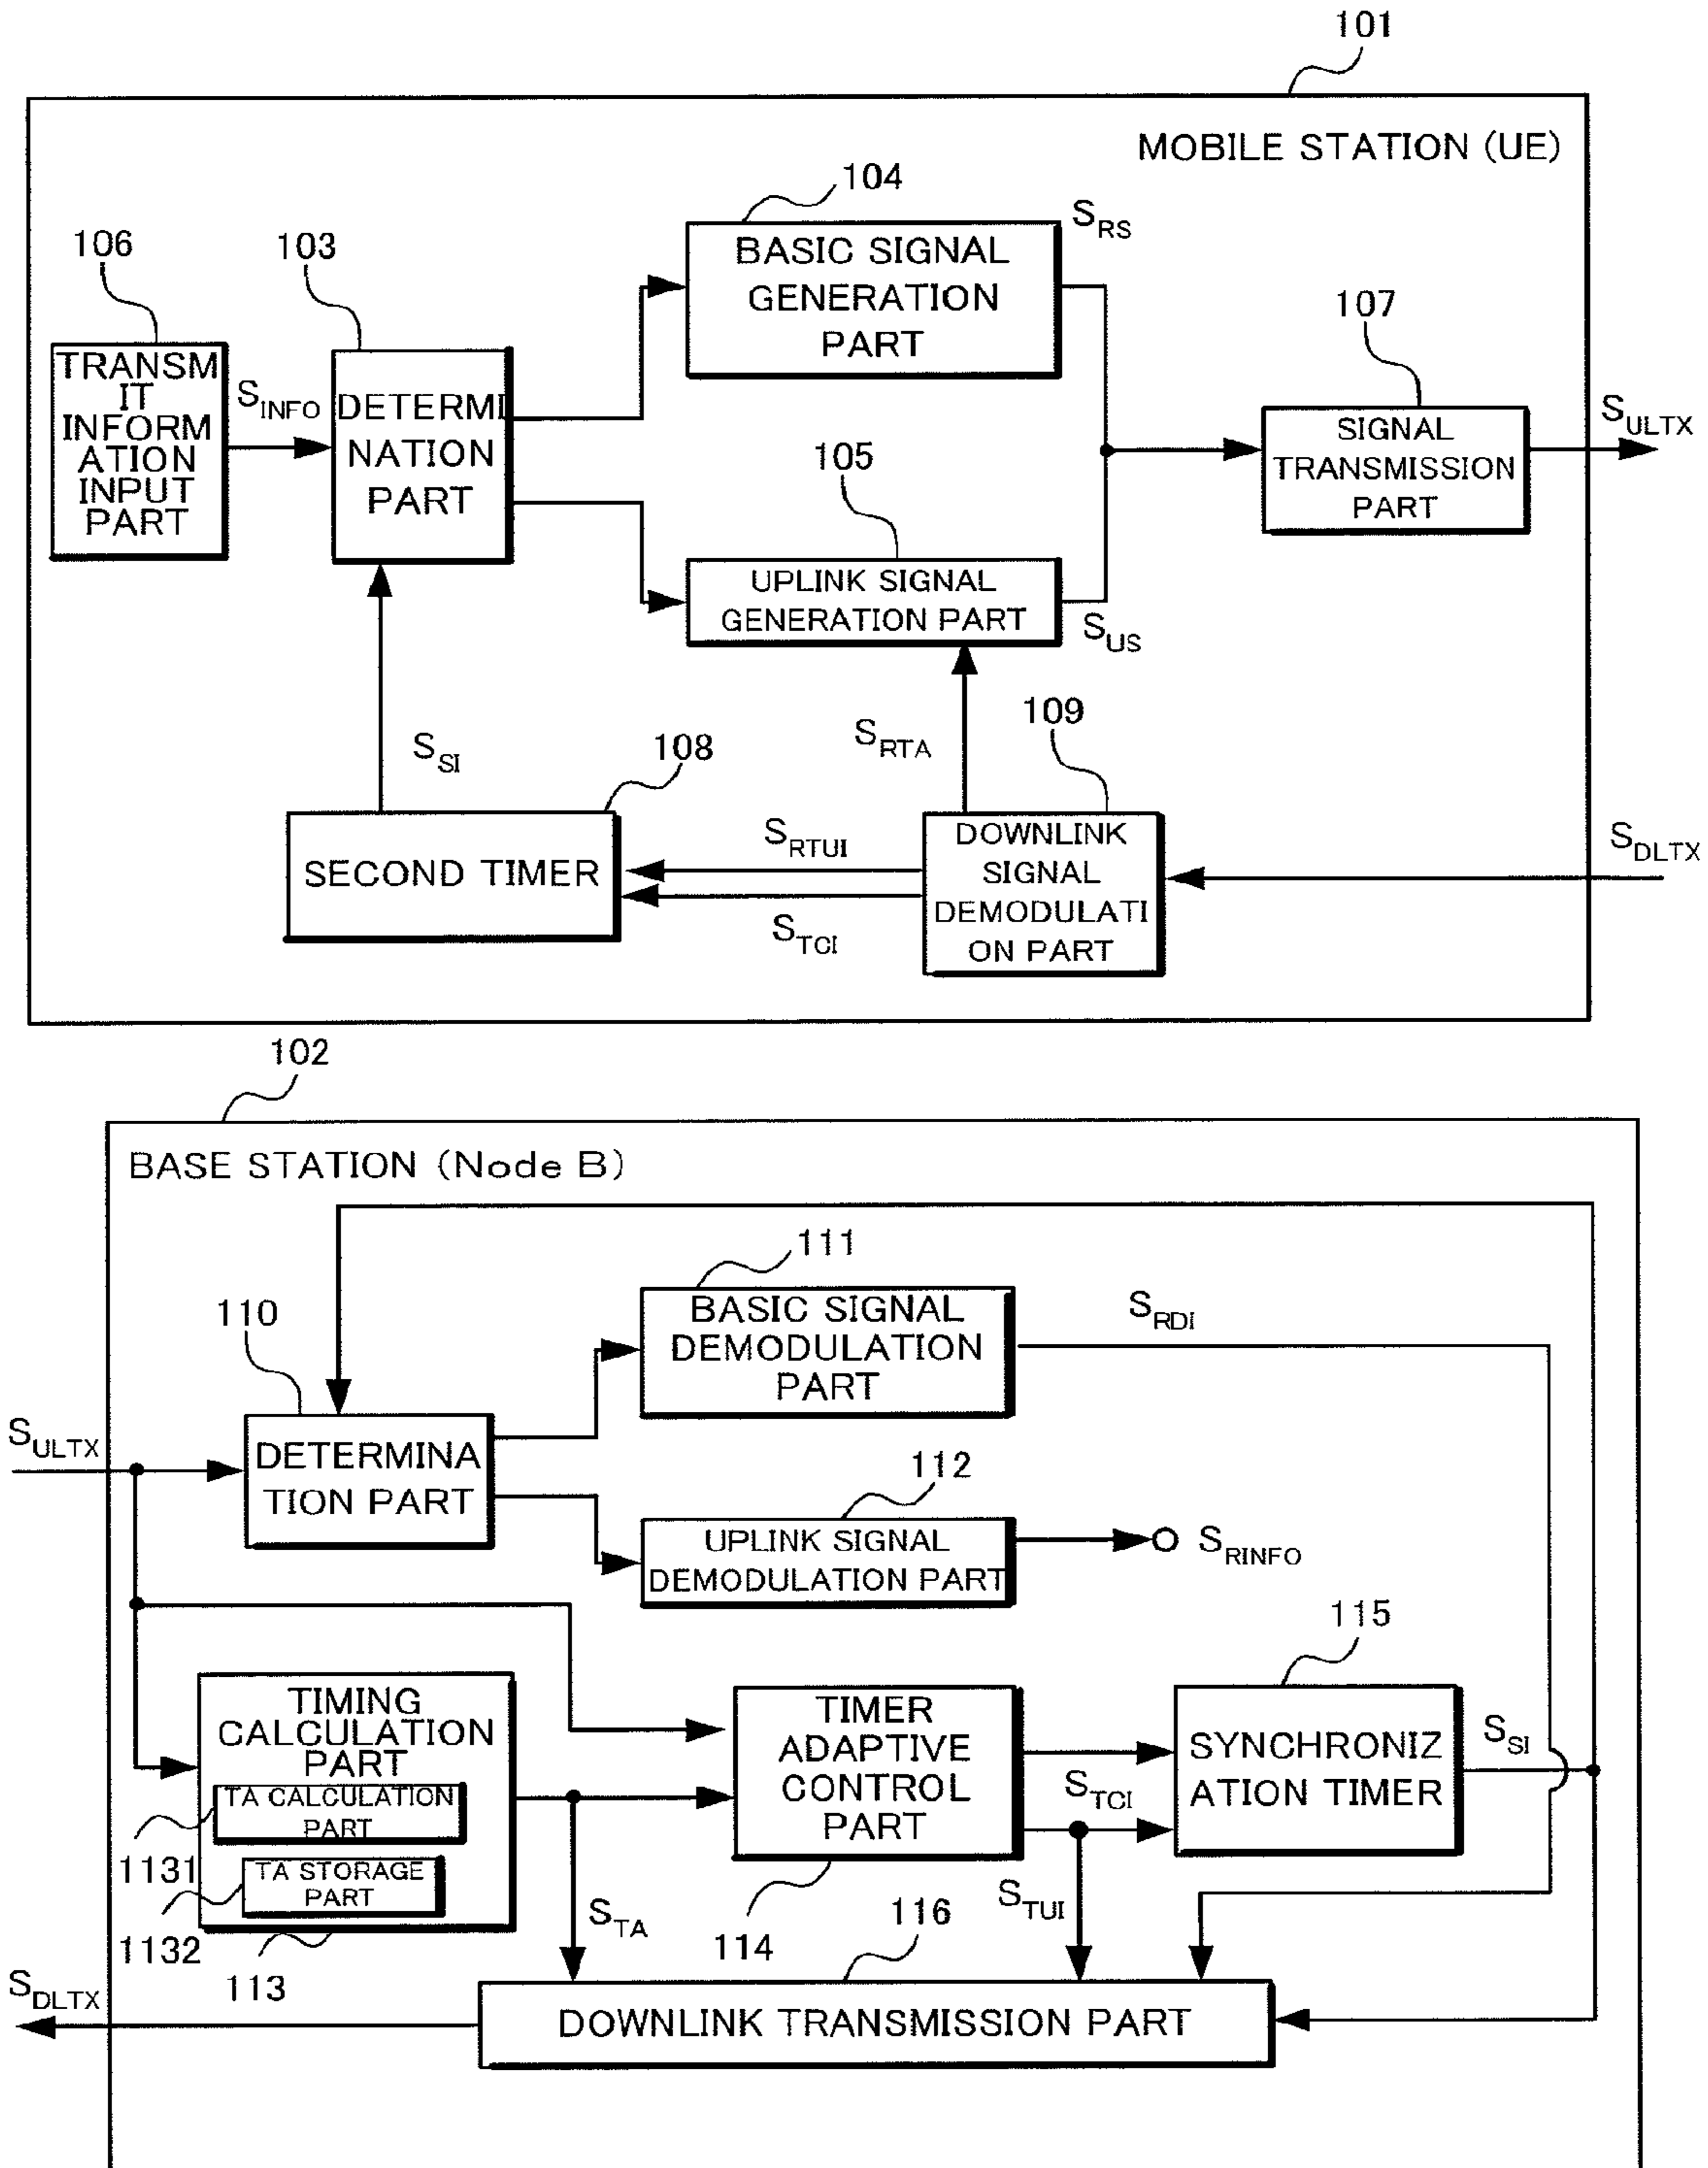 101
MOBILE STATION (UE)
104
S_RS
106
103
BASIC SIGNAL
GENERATION
PART
107
TRANSM
IT
INFORM
ATION
INPUT
PART
S_INFO
DETERMI
NATION
PART
SIGNAL
TRANSMISSION
PART
S_ULTX
105
UPLINK SIGNAL
GENERATION PART
S_US
S_SI
108
S_RTA
109
SECOND TIMER
S_RTUI
S_TCI
DOWNLINK
SIGNAL
DEMODULATI
ON PART
S_DLTX
102
BASE STATION (Node B)
111
110
BASIC SIGNAL
DEMODULATION
PART
S_RDI
S_ULTX
DETERMINA
TION PART
112
UPLINK SIGNAL
DEMODULATION PART
S_RINFO
115
TIMING
CALCULATION
PART
TA CALCULATION
PART
1131
TA STORAGE
PART
1132
113
TIMER
ADAPTIVE
CONTROL
PART
S_TCI
SYNCHRONIZ
ATION TIMER
S_SI
S_TA
114
S_TUI
116
S_DLTX
DOWNLINK TRANSMISSION PART